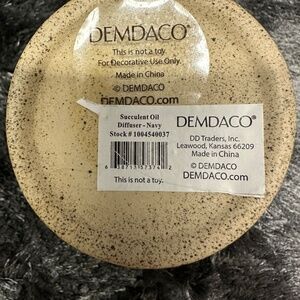 DEMDACO®
This is not a toy.
For Decorative Use Only.
Made in China
© DEMDACO
DEMDACO.com
Succulent Oil
Diffuser - Navy
Stock # 1004540037
This is not a toy.
DEMDACO®
DD Traders, Inc.
Leawood, Kansas 66209
Made in China
© DEMDACO
DEMDACO.com